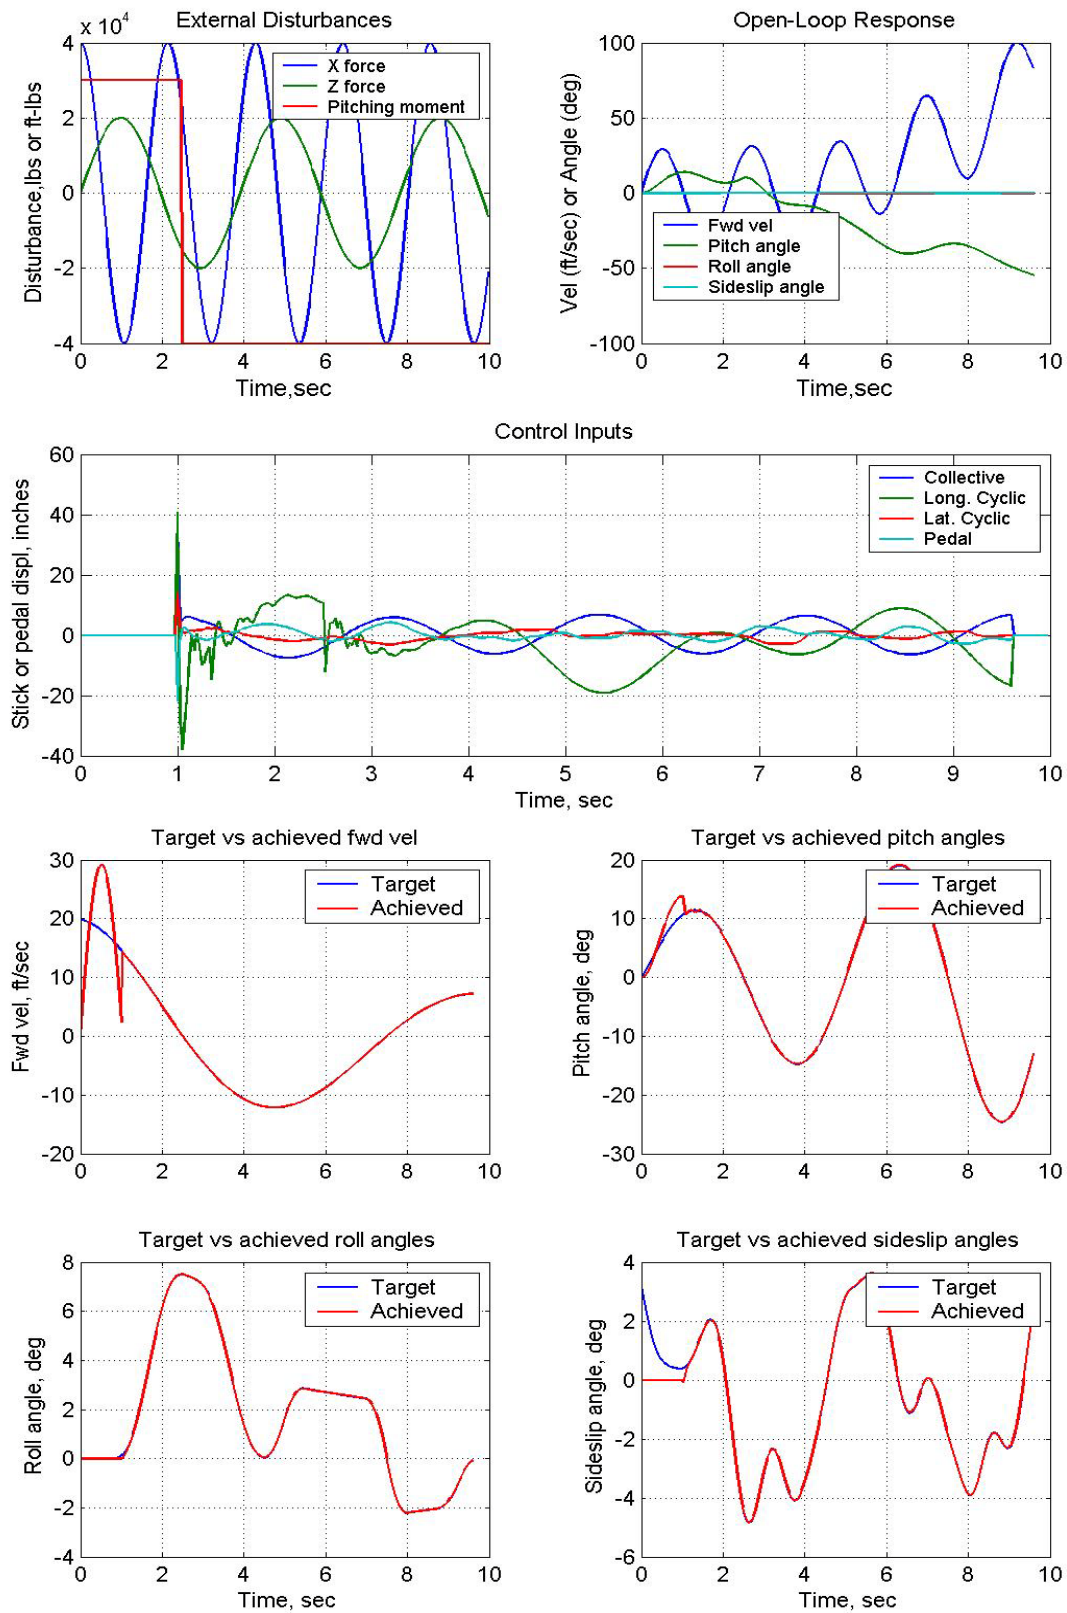 External Disturbances
x 10⁴
4
2
0
-2
-4
Disturbance,lbs or ft-lbs
X force
Z force
Pitching moment
0 2 4 6 8 10
Time,sec
Open-Loop Response
100
50
0
-50
-100
Vel (ft/sec) or Angle (deg)
Fwd vel
Pitch angle
Roll angle
Sideslip angle
0 2 4 6 8 10
Time,sec
Control Inputs
60
40
20
0
-20
-40
Stick or pedal displ, inches
Collective
Long. Cyclic
Lat. Cyclic
Pedal
0 1 2 3 4 5 6 7 8 9 10
Time, sec
Target vs achieved fwd vel
30
20
10
0
-10
-20
Fwd vel, ft/sec
Target
Achieved
0 2 4 6 8 10
Time, sec
Target vs achieved pitch angles
20
10
0
-10
-20
-30
Pitch angle, deg
Target
Achieved
0 2 4 6 8 10
Time, sec
Target vs achieved roll angles
8
6
4
2
0
-2
-4
Roll angle, deg
Target
Achieved
0 2 4 6 8 10
Time, sec
Target vs achieved sideslip angles
4
2
0
-2
-4
-6
Sideslip angle, deg
Target
Achieved
0 2 4 6 8 10
Time, sec